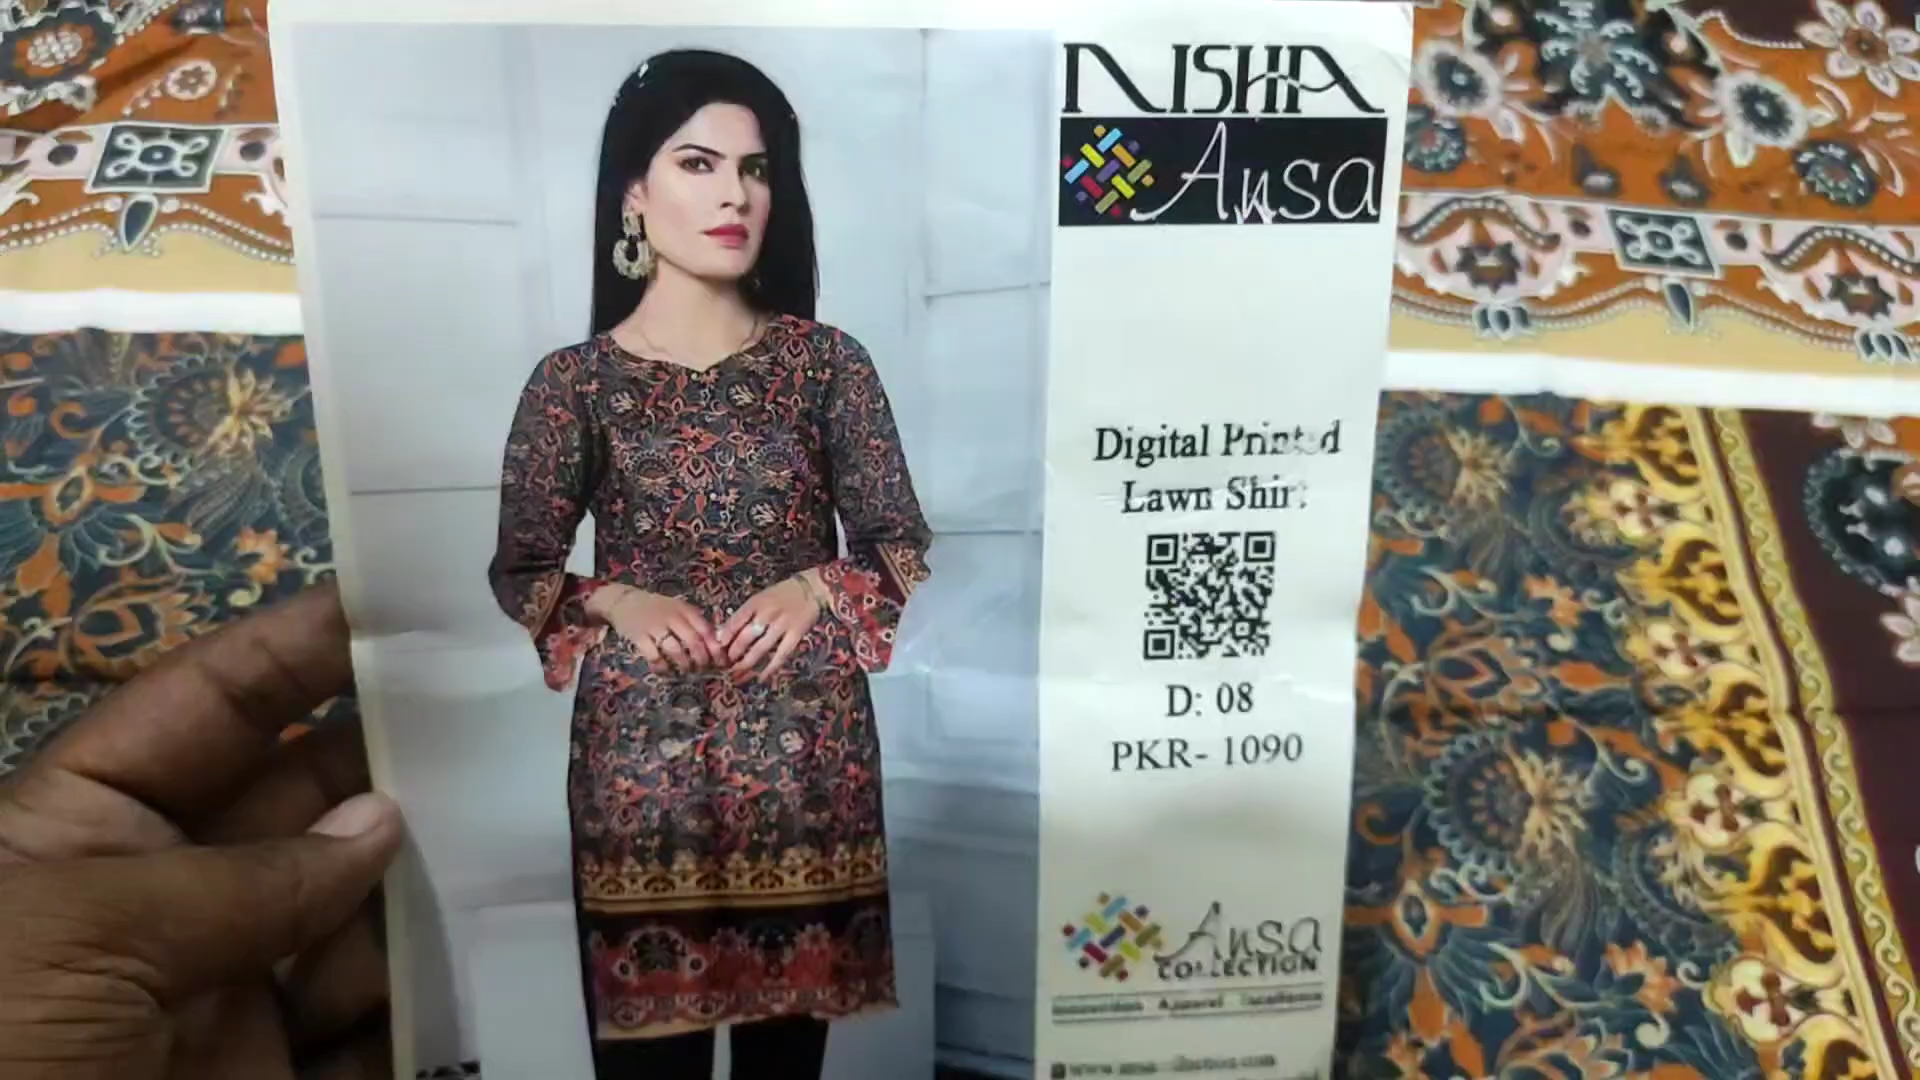 NISHA
Ansa
Digital Printed
Lawn Shirt
D: 08
PKR- 1090
Ansa
COLLECTION